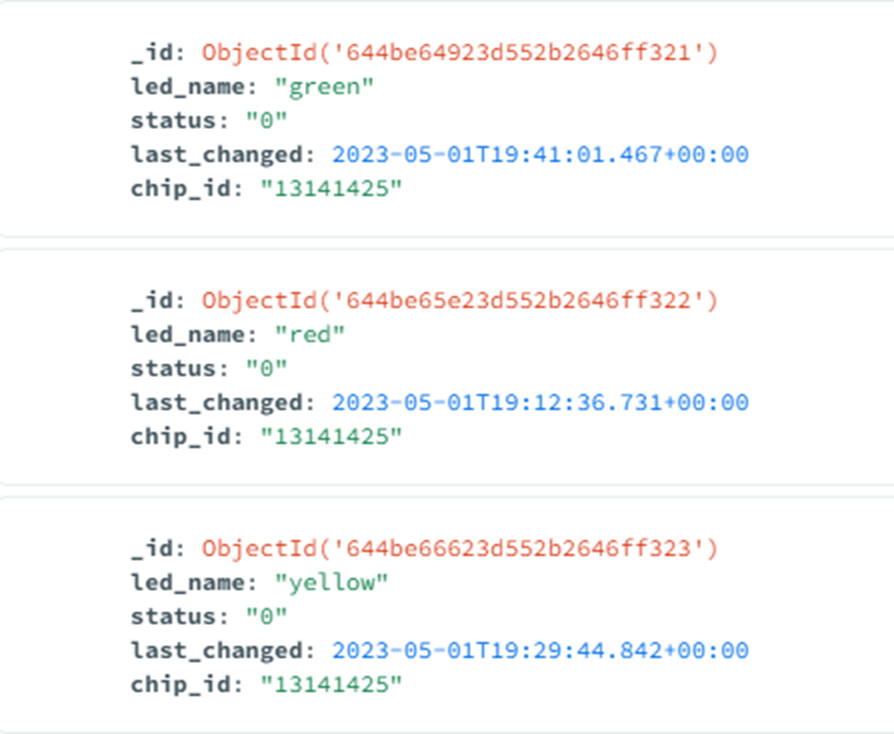 _id: ObjectId('644be64923d552b2646ff321')
led_name: "green"
status: "0"
last_changed: 2023-05-01T19:41:01.467+00:00
chip_id: "13141425"
_id: ObjectId('644be65e23d552b2646ff322')
led_name: "red"
status: "0"
last_changed: 2023-05-01T19:12:36.731+00:00
chip_id: "13141425"
_id: ObjectId('644be66623d552b2646ff323')
led_name: "yellow"
status: "0"
last_changed: 2023-05-01T19:29:44.842+00:00
chip_id: "13141425"